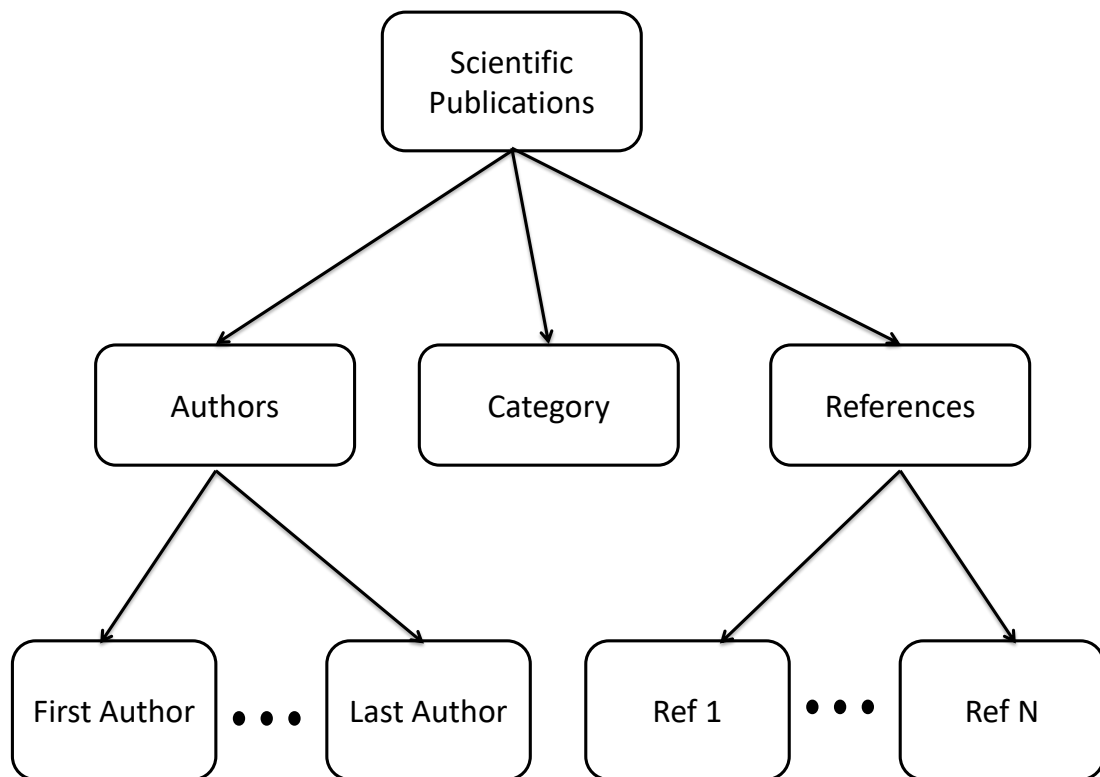 Scientific
Publications
Authors
Category
References
First Author
Last Author
Ref 1
Ref N